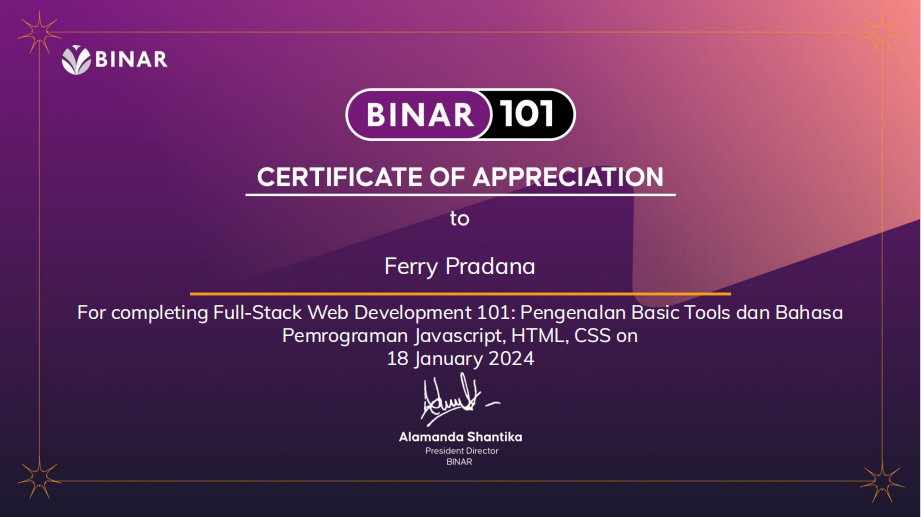 BINAR
BINAR 101
CERTIFICATE OF APPRECIATION
to
Ferry Pradana
For completing Full-Stack Web Development 101: Pengenalan Basic Tools dan Bahasa
Pemrograman Javascript, HTML, CSS on
18 January 2024
Alamanda Shantika
President Director
BINAR